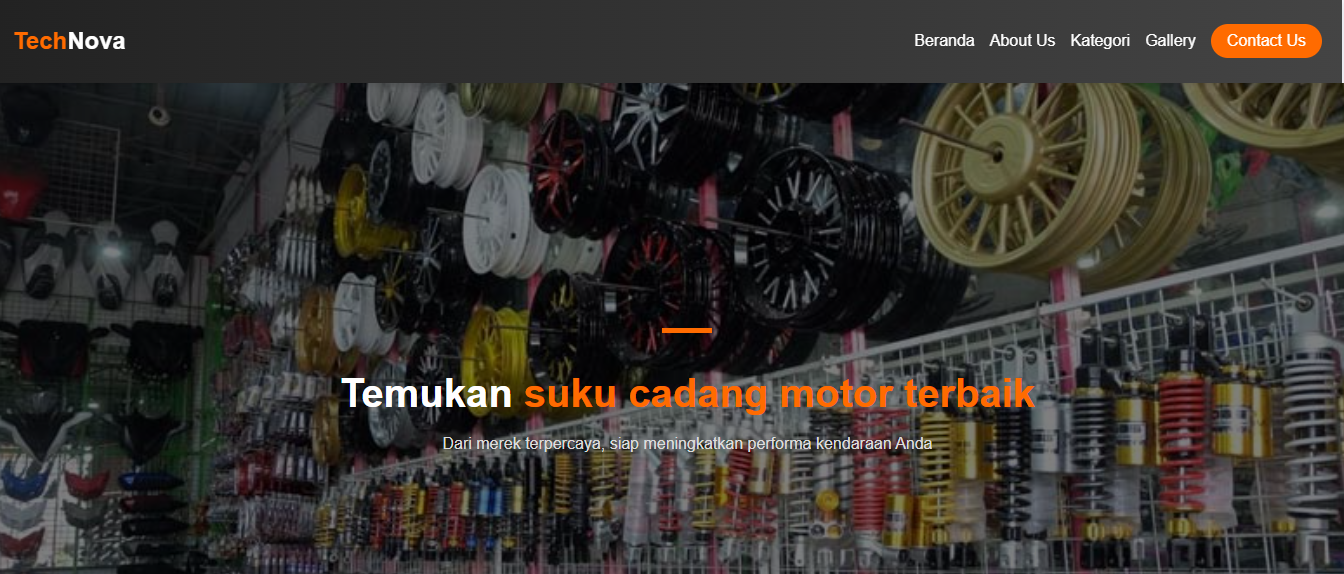 TechNova
Beranda About Us Kategori Gallery Contact Us
Temukan suku cadang motor terbaik
Dari merek terpercaya, siap meningkatkan performa kendaraan Anda